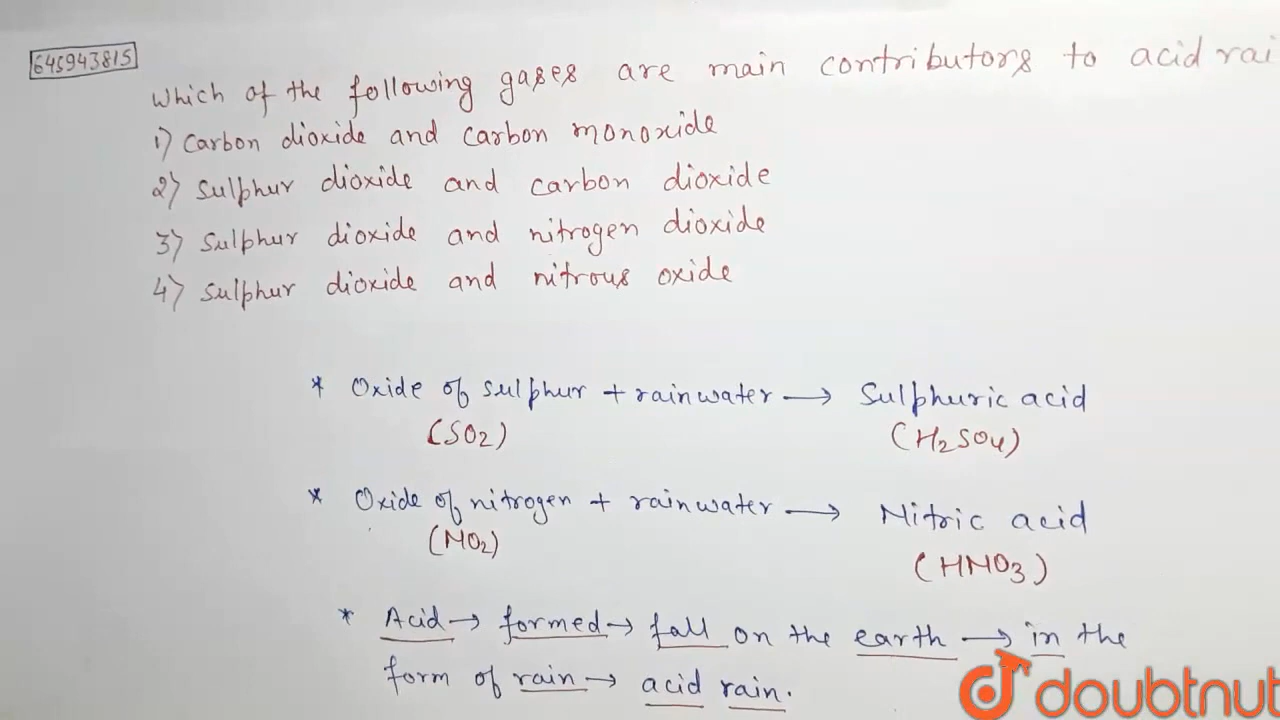 645943815
Which of the following gases are main contributors to acid rai
1) Carbon dioxide and carbon monoxide
2) Sulphur dioxide and carbon dioxide
3) Sulphur dioxide and nitrogen dioxide
4) Sulphur dioxide and nitrous oxide
* Oxide of sulphur + rainwater → Sulphuric acid
(SO2) (H2SO4)
* Oxide of nitrogen + rainwater → Nitric acid
(NO2) (HNO3)
* Acid → formed → fall on the earth → in the
form of rain → acid rain.
doubtnut